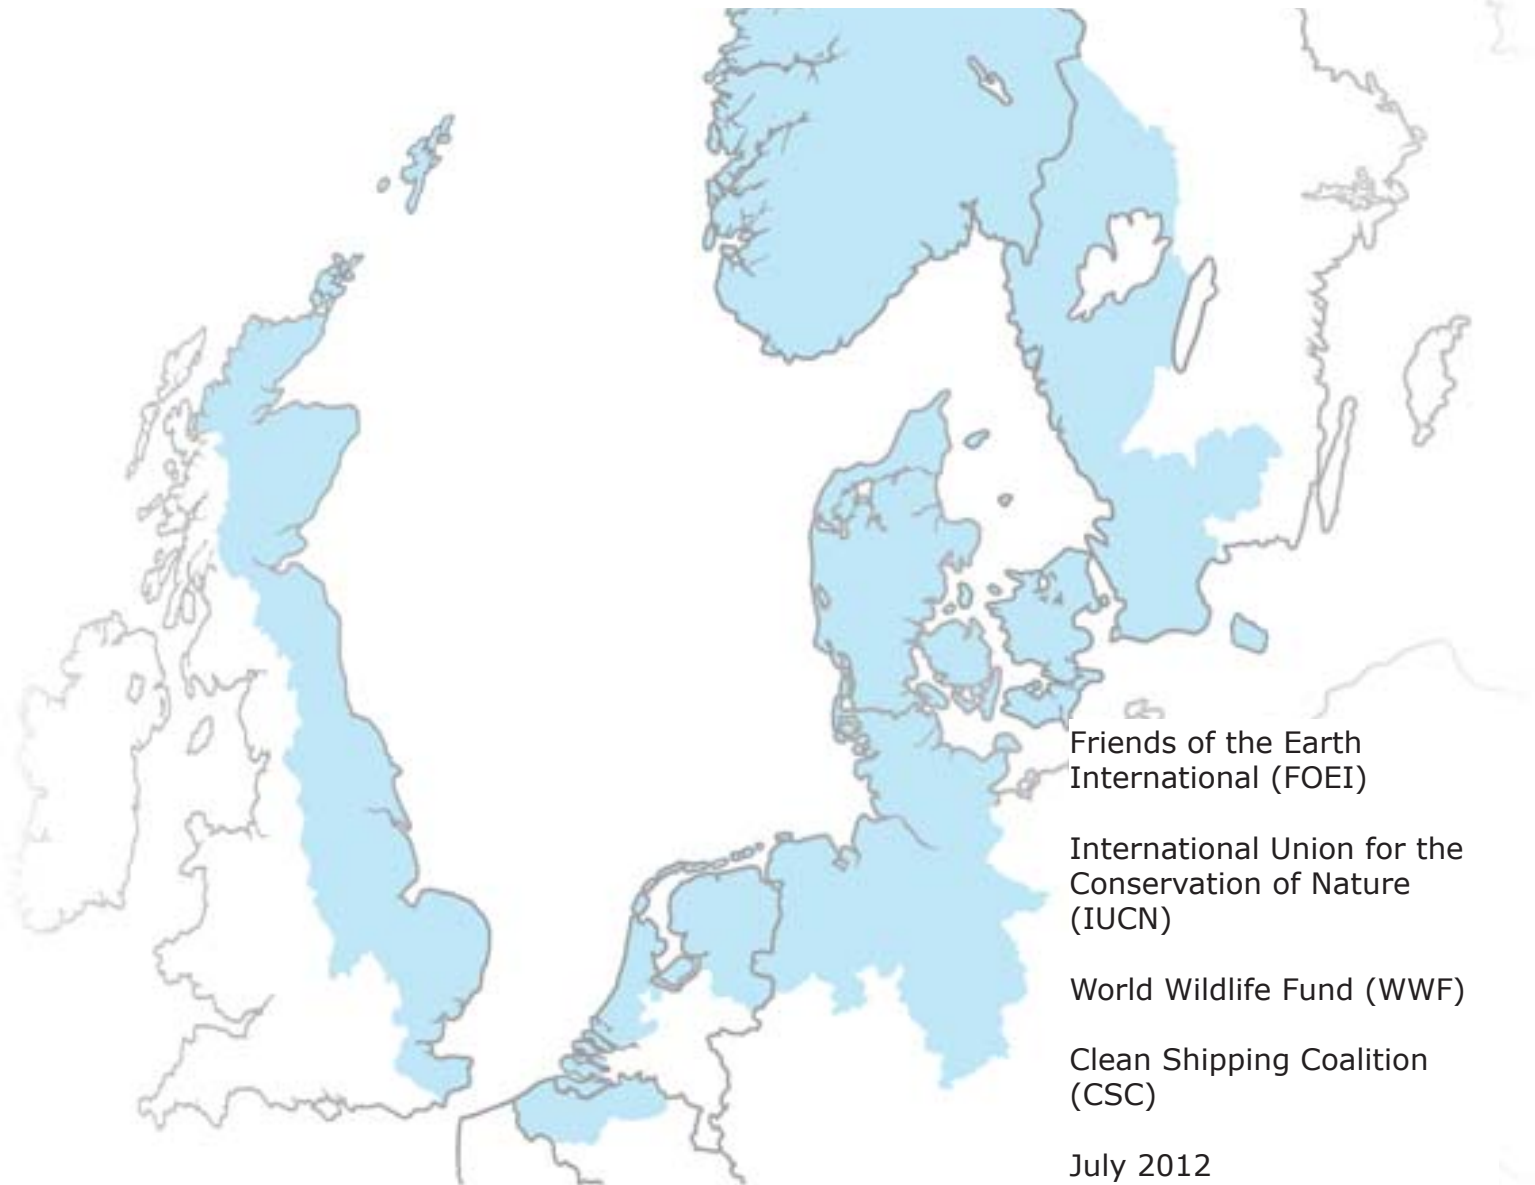 Friends of the Earth
International (FOEI)
International Union for the
Conservation of Nature
(IUCN)
World Wildlife Fund (WWF)
Clean Shipping Coalition
(CSC)
July 2012